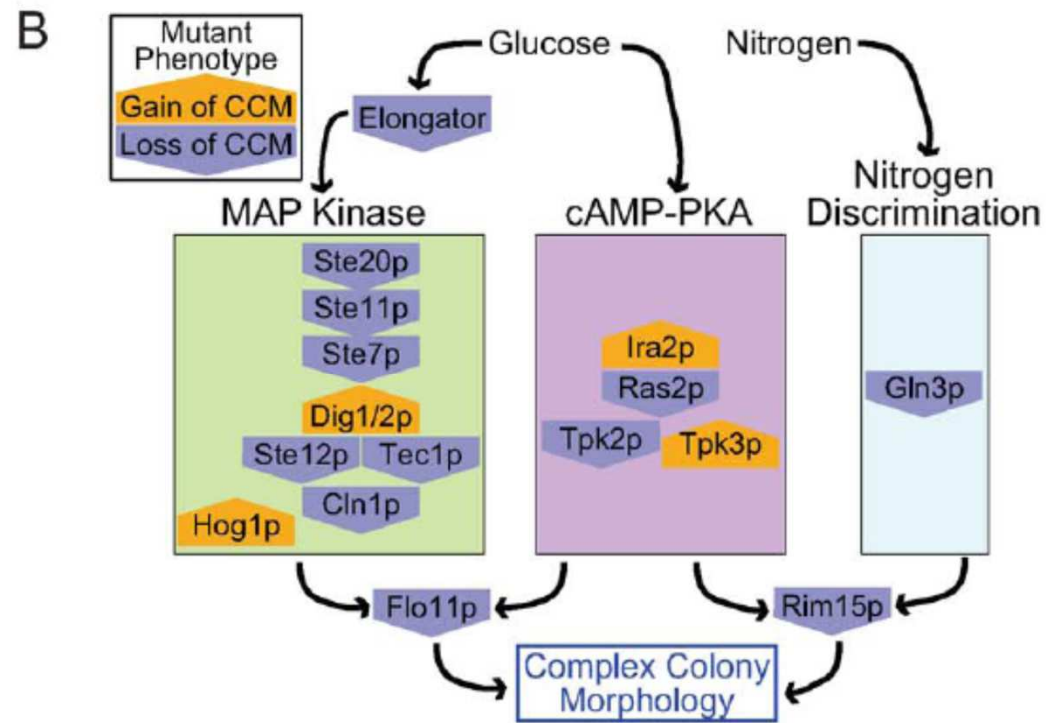 B
Mutant
Phenotype
Gain of CCM
Loss of CCM
Glucose
Nitrogen
Elongator
MAP Kinase
cAMP-PKA
Nitrogen
Discrimination
Ste20p
Ste11p
Ste7p
Dig1/2p
Ste12p
Tec1p
Cln1p
Hog1p
Ira2p
Ras2p
Tpk2p
Tpk3p
Gln3p
Flo11p
Rim15p
Complex Colony
Morphology